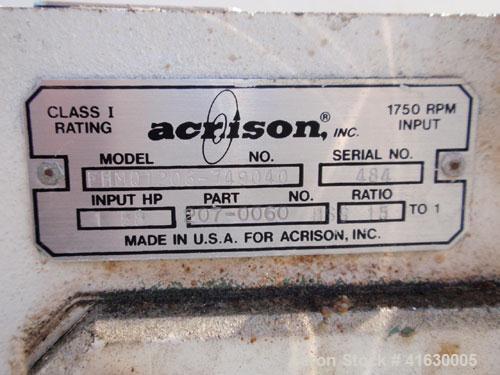 CLASS I RATING
acrison,® INC.
1750 RPM INPUT
MODEL NO.
SERIAL NO.
484
INPUT HP
PART NO.
RATIO
207-0060
15
TO 1
MADE IN U.S.A. FOR ACRISON, INC.
Stock # 41630005